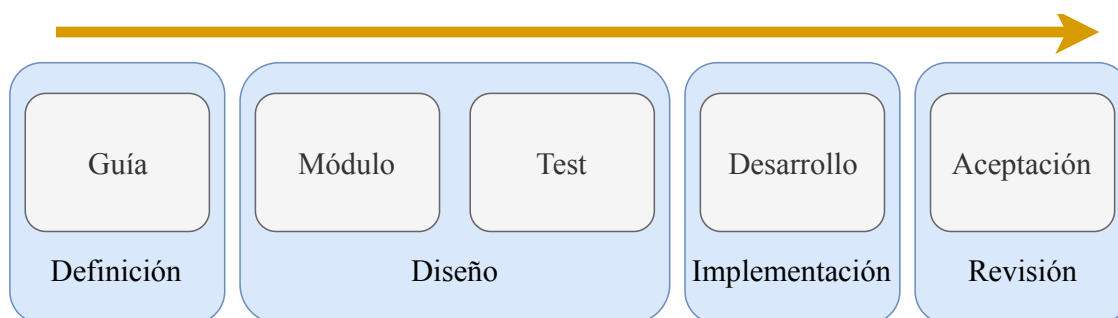 Guía
Módulo
Test
Desarrollo
Aceptación
Definición
Diseño
Implementación
Revisión